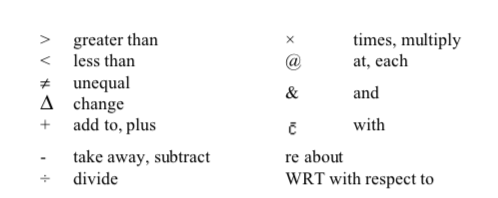 > greater than
< less than
≠ unequal
Δ change
+ add to, plus
- take away, subtract
÷ divide
× times, multiply
@ at, each
& and
c̄ with
re about
WRT with respect to